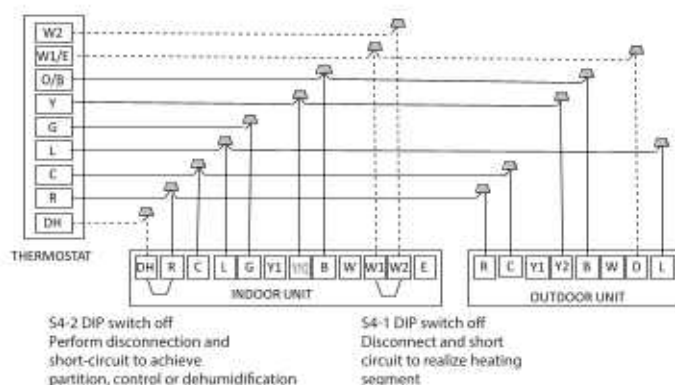 W2
W1/E
O/B
Y
G
L
C
R
DH
THERMOSTAT
DH R C L G Y1 B W W1 W2 E
INDOOR UNIT
R C Y1 Y2 B W D L
OUTDOOR UNIT
S4-2 DIP switch off
Perform disconnection and
short-circuit to achieve
partition, control or dehumidification
S4-1 DIP switch off
Disconnect and short
circuit to realize heating
segment